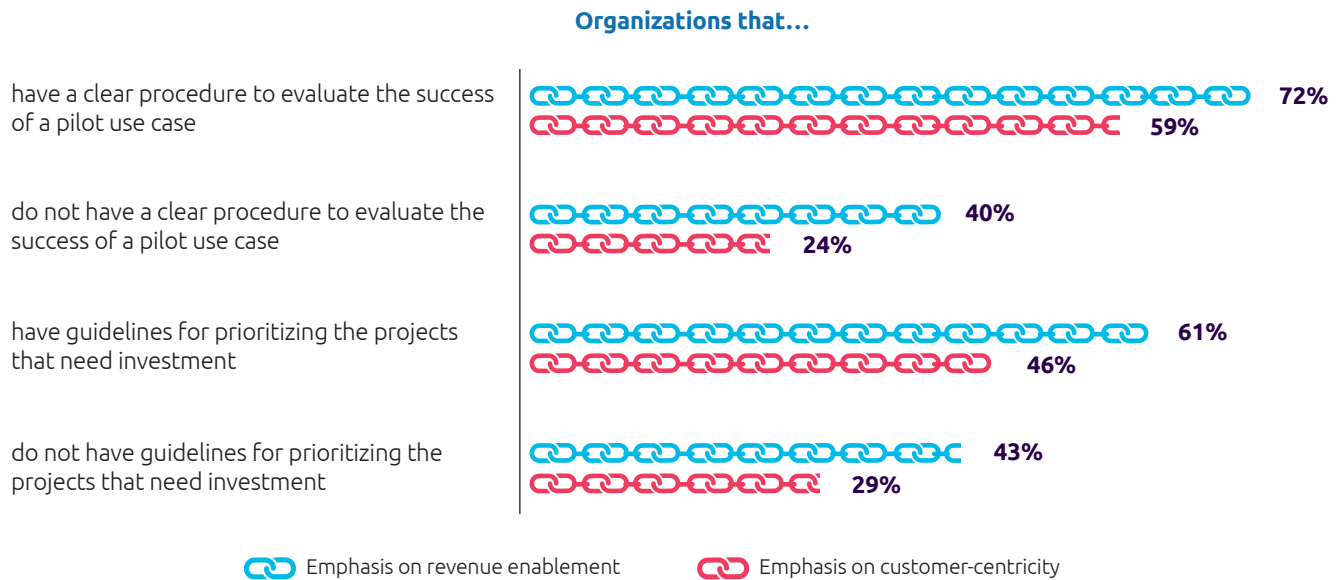 Organizations that…
have a clear procedure to evaluate the success
of a pilot use case
72%
59%
do not have a clear procedure to evaluate the
success of a pilot use case
40%
24%
have guidelines for prioritizing the projects
that need investment
61%
46%
do not have guidelines for prioritizing the
projects that need investment
43%
29%
Emphasis on revenue enablement
Emphasis on customer-centricity